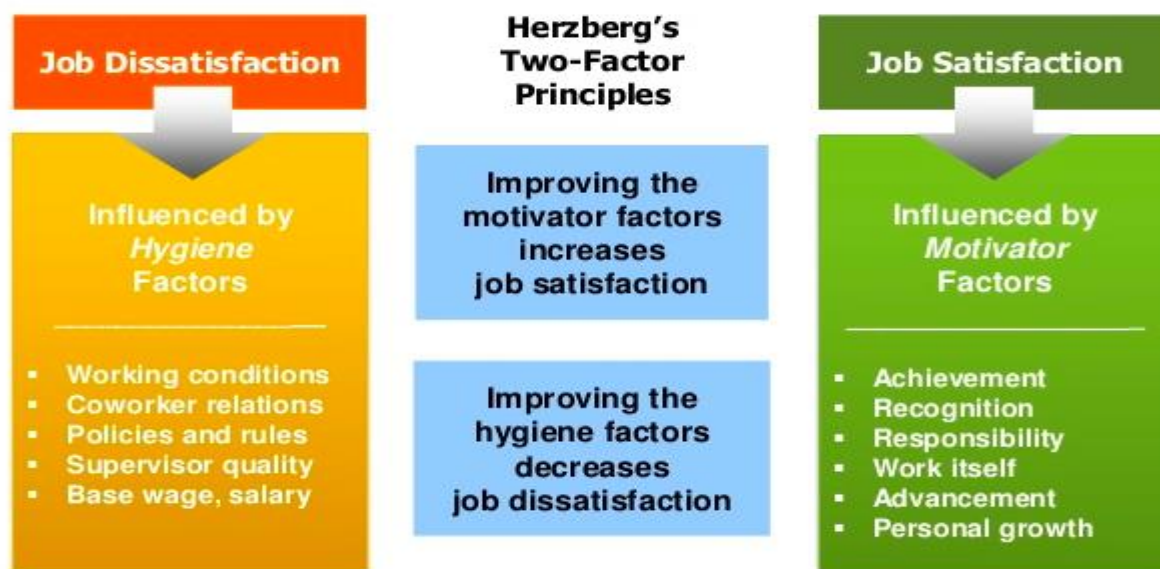 Job Dissatisfaction
Influenced by
Hygiene
Factors
▪ Working conditions
▪ Coworker relations
▪ Policies and rules
▪ Supervisor quality
▪ Base wage, salary
Herzberg's
Two-Factor
Principles
Improving the
motivator factors
increases
job satisfaction
Improving the
hygiene factors
decreases
job dissatisfaction
Job Satisfaction
Influenced by
Motivator
Factors
▪ Achievement
▪ Recognition
▪ Responsibility
▪ Work itself
▪ Advancement
▪ Personal growth